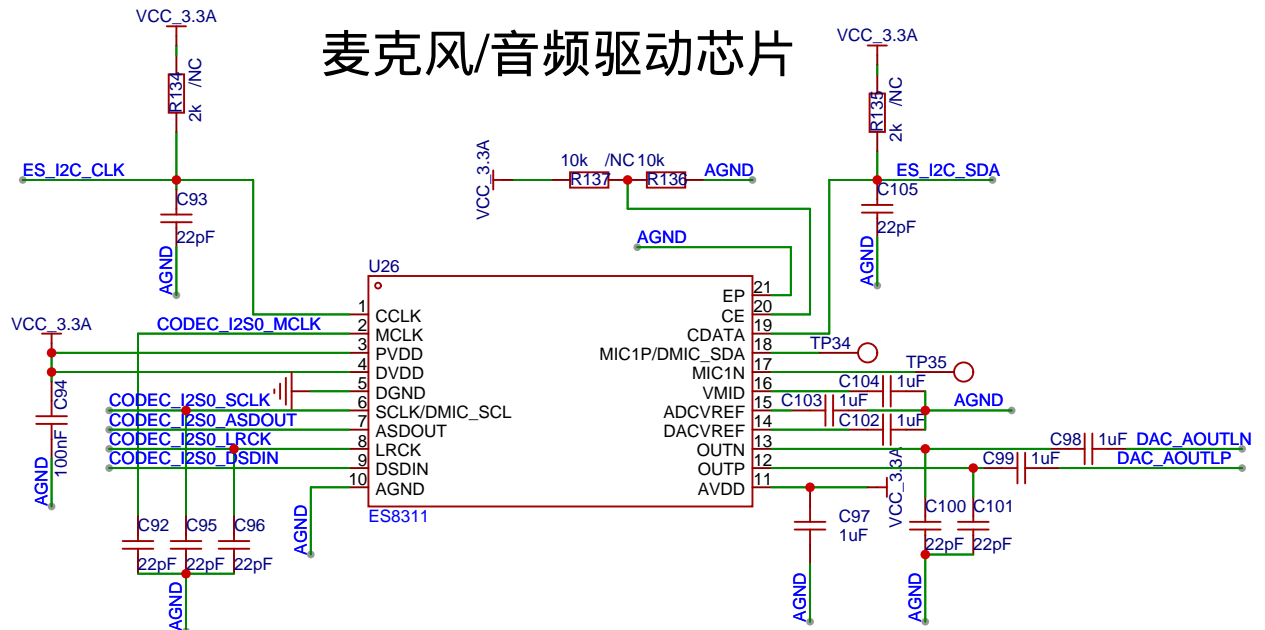 麦克风/音频驱动芯片
VCC_3.3A
R134
2k /NC
ES_I2C_CLK
C93
22pF
AGND
VCC_3.3A
R135
2k /NC
ES_I2C_SDA
C105
22pF
AGND
VCC_3.3A
10k /NC 10k
R137 R136
AGND
AGND
U26
VCC_3.3A
C94
100nF
AGND
CODEC_I2S0_MCLK
CODEC_I2S0_SCLK
CODEC_I2S0_ASDOUT
CODEC_I2S0_LRCK
CODEC_I2S0_DSDIN
1 CCLK
2 MCLK
3 PVDD
4 DVDD
5 DGND
6 SCLK/DMIC_SCL
7 ASDOUT
8 LRCK
9 DSDIN
10 AGND
EP 21
CE 20
CDATA 19
MIC1P/DMIC_SDA 18
MIC1N 17
VMID 16
ADCVREF 15
DACVREF 14
OUTN 13
OUTP 12
AVDD 11
ES8311
TP34
TP35
C104 1uF
C103 1uF
C102 1uF
AGND
C98 1uF DAC_AOUTLN
C99 1uF DAC_AOUTLP
VCC_3.3A
C92 C95 C96
22pF 22pF 22pF
AGND
AGND
C97
1uF
AGND
C100 C101
22pF 22pF
AGND